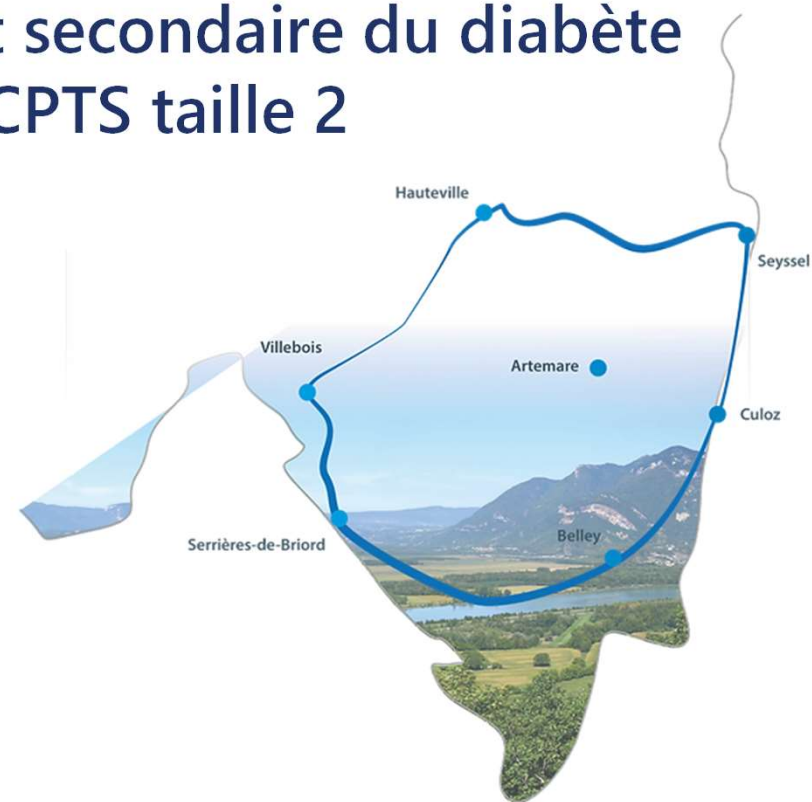 t secondaire du diabète
CPTS taille 2
Hauteville
Seyssel
Villebois
Artemare
Culoz
Serrières-de-Briord
Belley